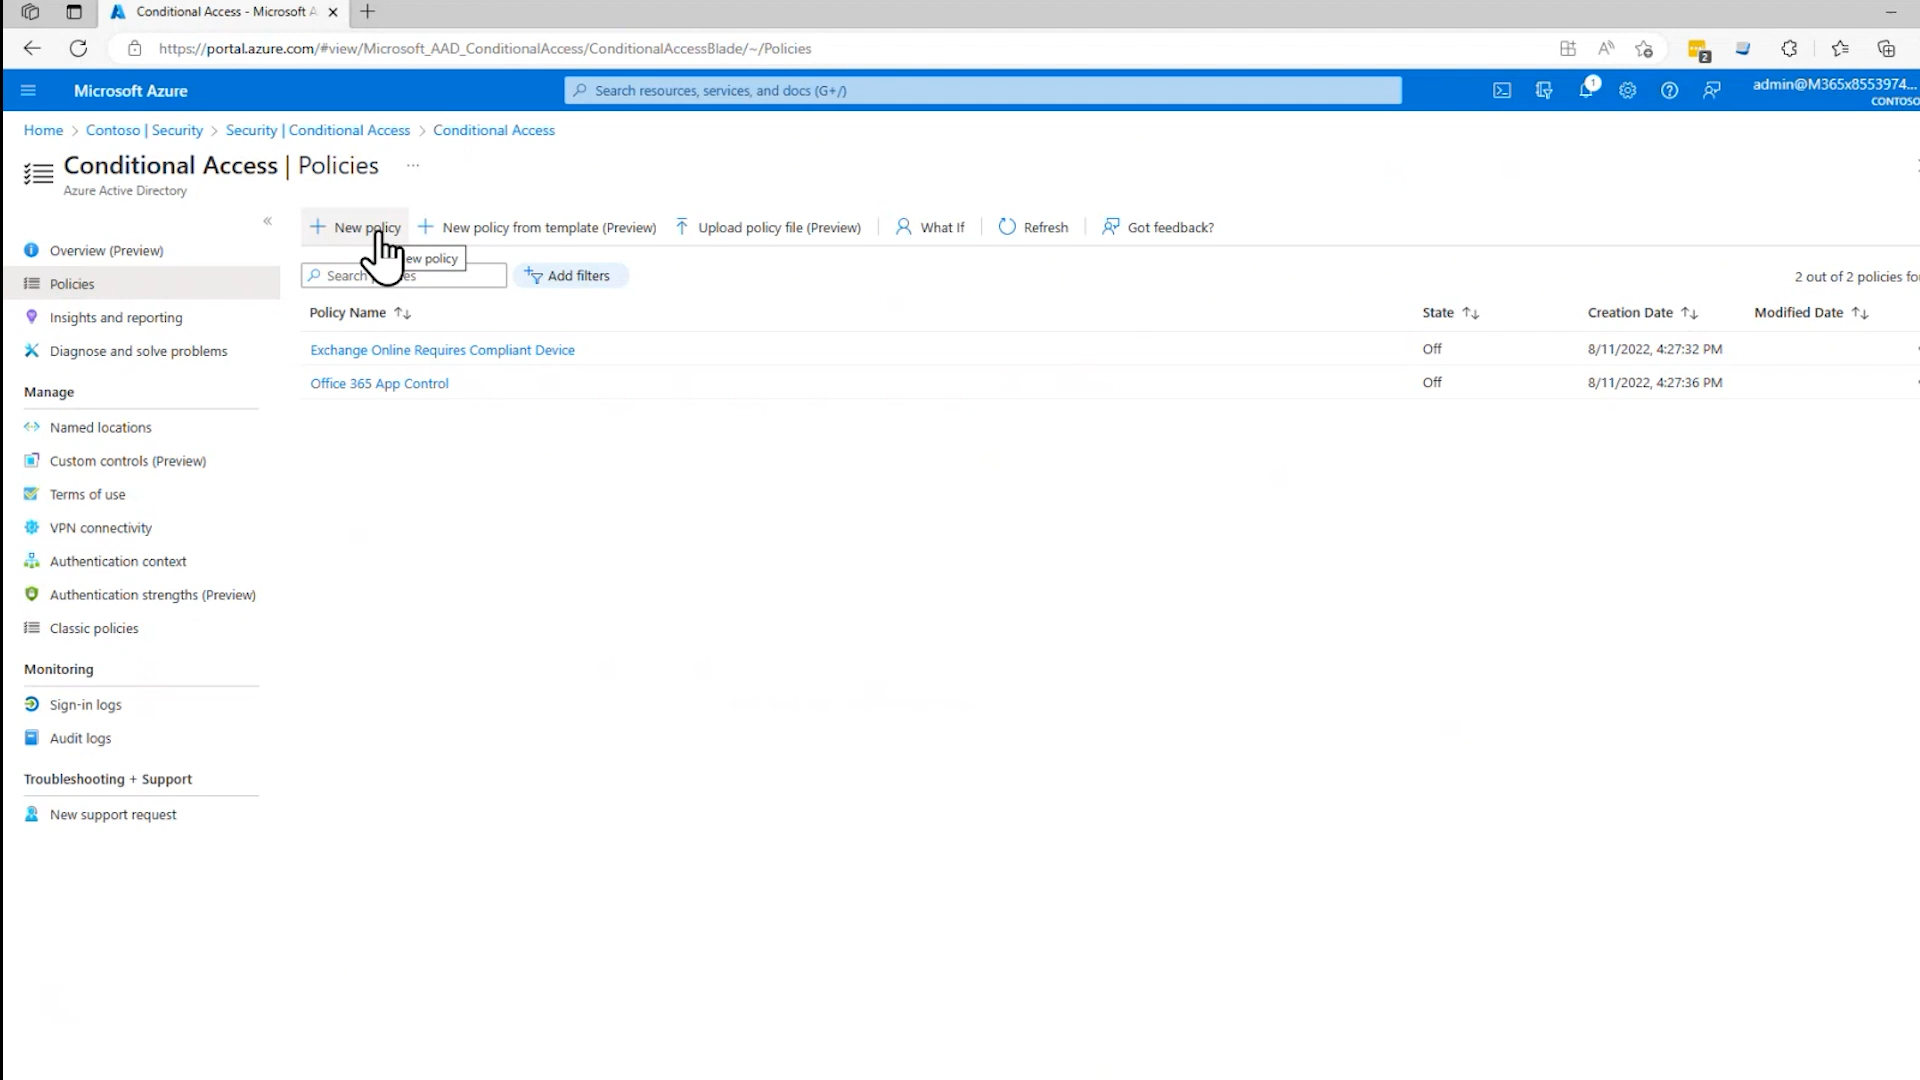 Conditional Access - Microsoft A
https://portal.azure.com/#view/Microsoft_AAD_ConditionalAccess/ConditionalAccessBlade/~/Policies
2
Microsoft Azure
Search resources, services, and docs (G+/)
1
admin@M365x8553974...
CONTOSO
Home > Contoso | Security > Security | Conditional Access > Conditional Access
Conditional Access | Policies ...
Azure Active Directory
«
New policy
New policy from template (Preview)
Upload policy file (Preview)
What If
Refresh
Got feedback?
ew policy
Search
es
Add filters
2 out of 2 policies fo
Overview (Preview)
Policies
Insights and reporting
Diagnose and solve problems
Manage
Named locations
Custom controls (Preview)
Terms of use
VPN connectivity
Authentication context
Authentication strengths (Preview)
Classic policies
Monitoring
Sign-in logs
Audit logs
Troubleshooting + Support
New support request
Policy Name ↑↓ State ↑↓ Creation Date ↑↓ Modified Date ↑↓
Exchange Online Requires Compliant Device Off 8/11/2022, 4:27:32 PM
Office 365 App Control Off 8/11/2022, 4:27:36 PM